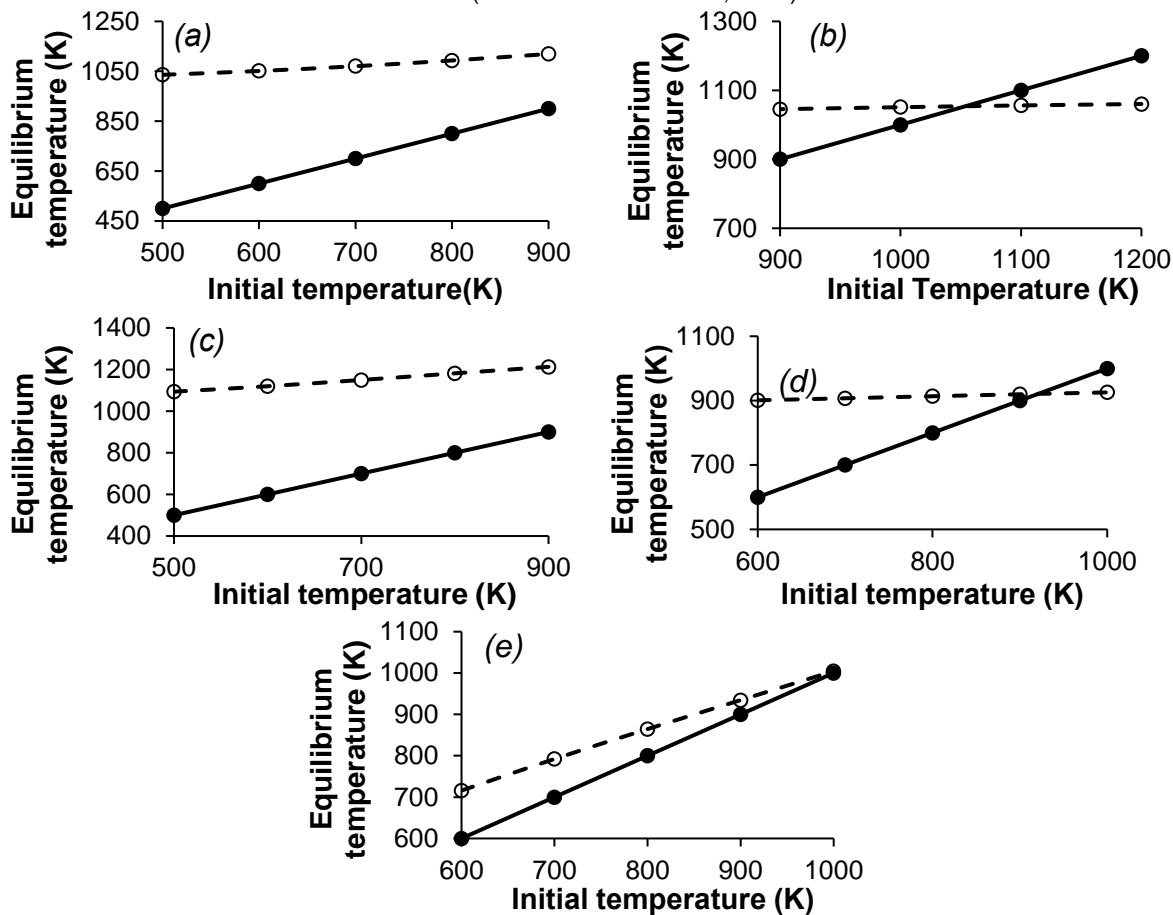 (a)
Equilibrium
temperature (K)
1250
1050
850
650
450
500 600 700 800 900
Initial temperature(K)
(b)
Equilibrium
temperature (K)
1300
1100
900
700
900 1000 1100 1200
Initial Temperature (K)
(c)
Equilibrium
temperature (K)
1400
1200
1000
800
600
400
500 700 900
Initial temperature (K)
(d)
Equilibrium
temperature (K)
1100
900
700
500
600 700 800 900 1000
Initial temperature (K)
(e)
Equilibrium
temperature (K)
1100
1000
900
800
700
600
600 700 800 900 1000
Initial temperature (K)